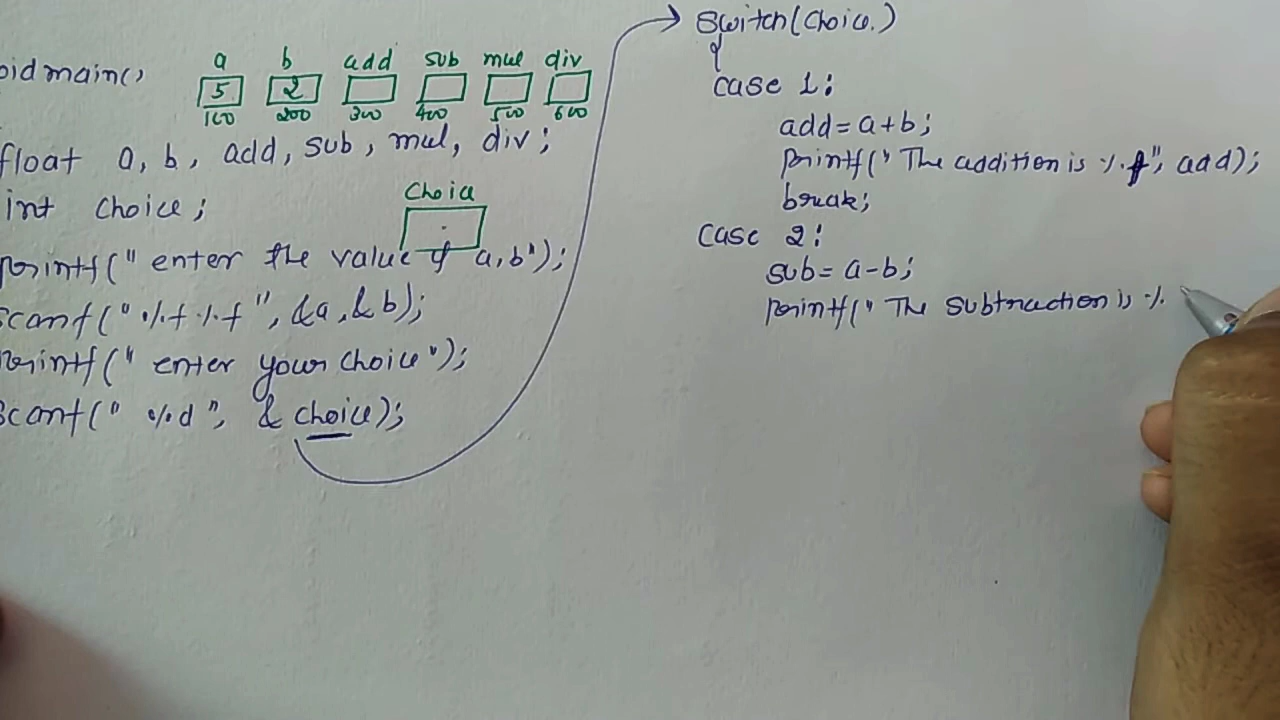 oid main()
a b add sub mul div
5 2
100 200 300 400 500 600
float a, b, add, sub, mul, div;
int choice;
Choice
printf(" enter the value of a,b");
scanf("%f%f", &a,&b);
printf(" enter your choice");
scanf(" %d", & choice);
switch(choice.)
{
case 1:
add=a+b;
printf(" The addition is %f", add);
break;
case 2:
sub=a-b;
printf(" The subtraction is %